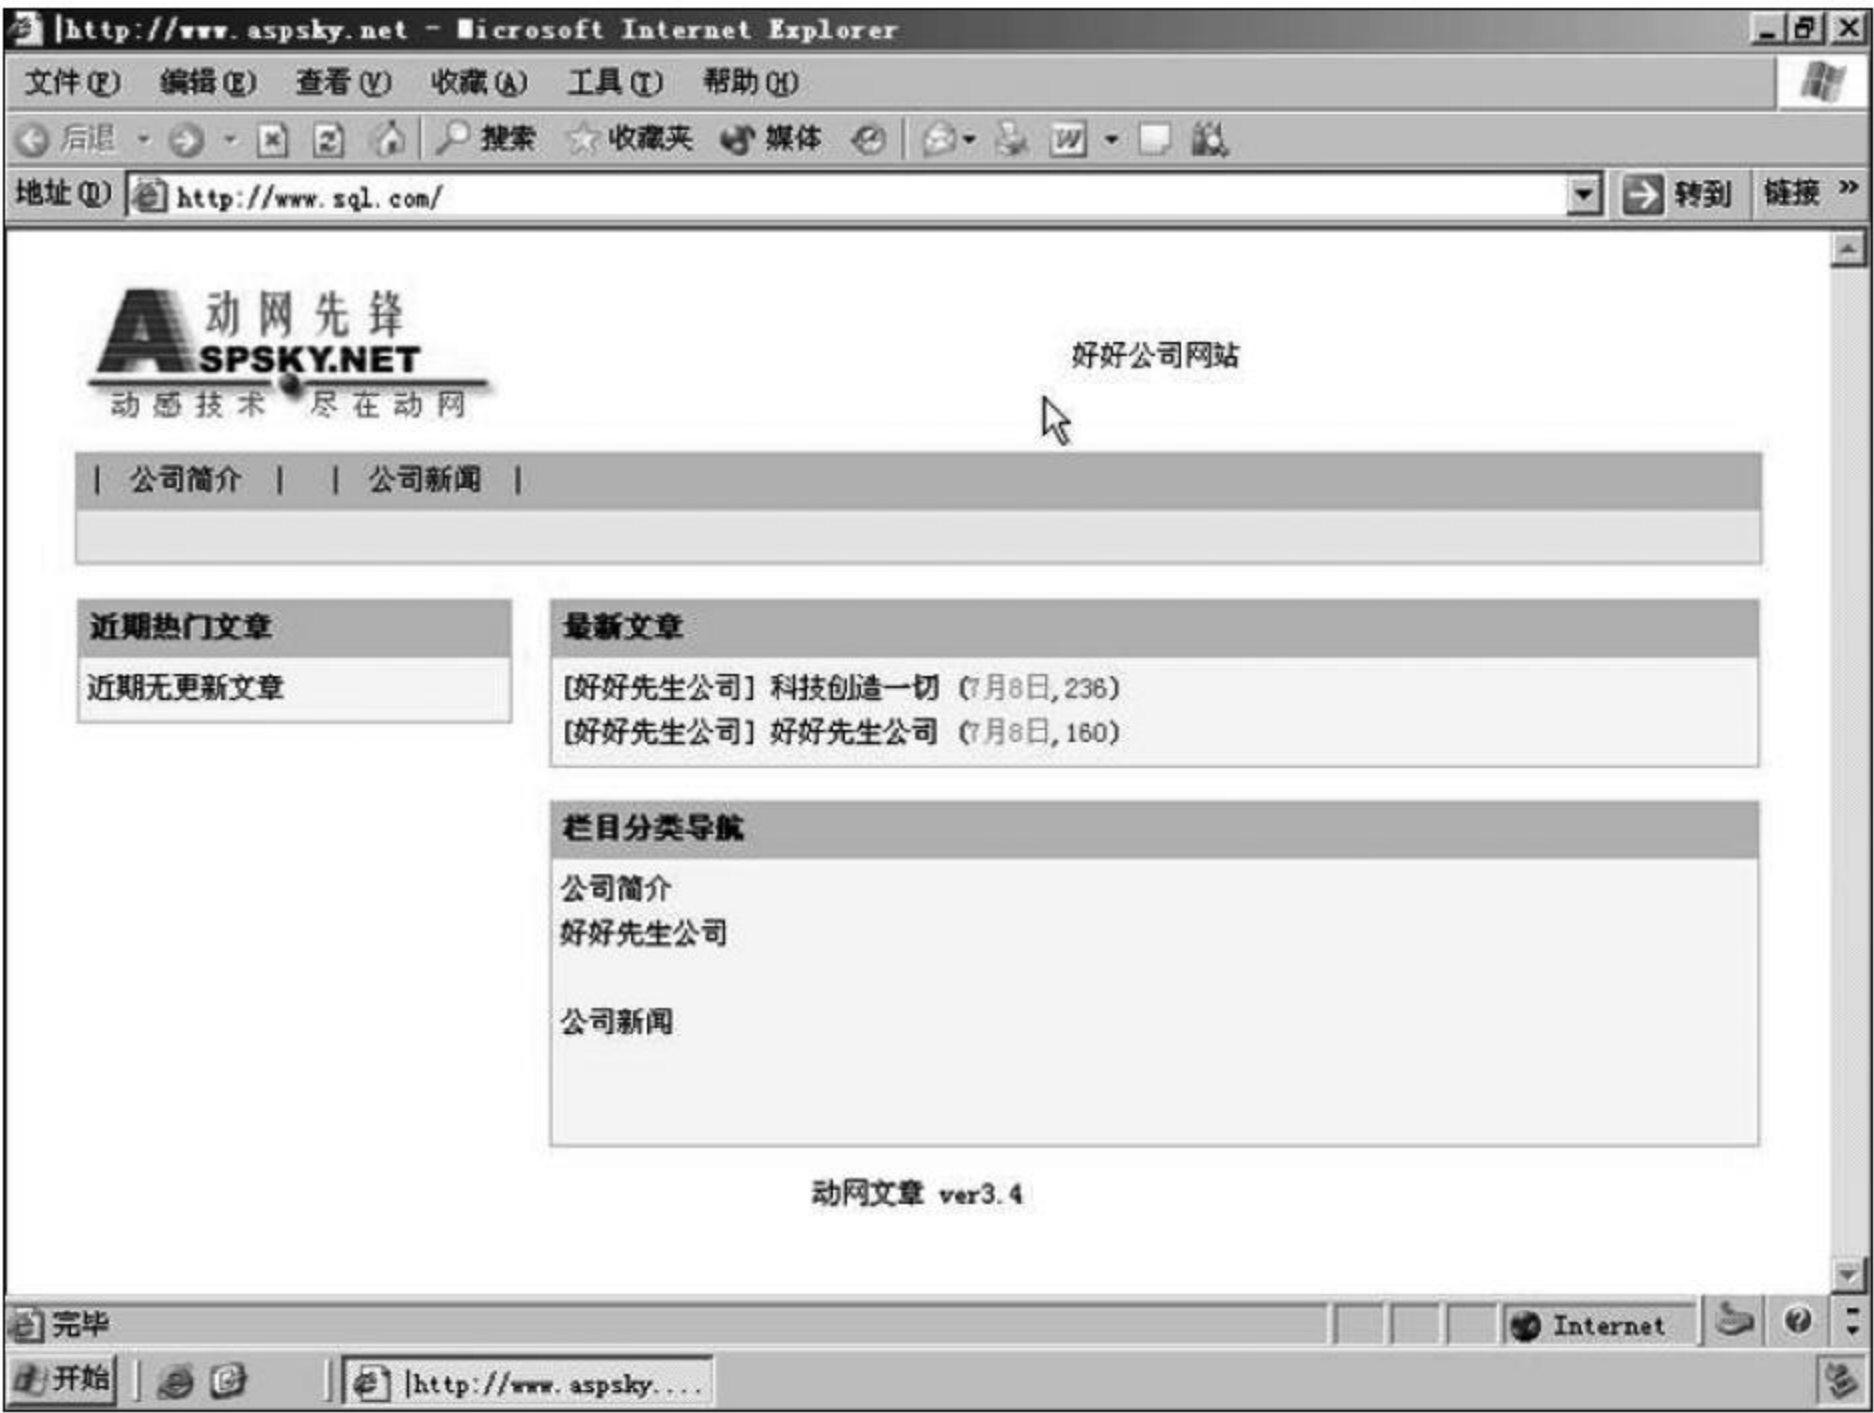 |http://www.aspsky.net - Microsoft Internet Explorer
文件(F) 编辑(E) 查看(V) 收藏(A) 工具(T) 帮助(H)
后退 搜索 收藏夹 媒体
地址(D) http://www.sql.com/ 转到 链接 »
动网先锋
ASPSKY.NET
动感技术 尽在动网
好好公司网站
| 公司简介 | | 公司新闻 |
近期热门文章
近期无更新文章
最新文章
[好好先生公司] 科技创造一切 (7月8日,236)
[好好先生公司] 好好先生公司 (7月8日,160)
栏目分类导航
公司简介
好好先生公司
公司新闻
动网文章 ver3.4
完毕 Internet
开始 |http://www.aspsky....